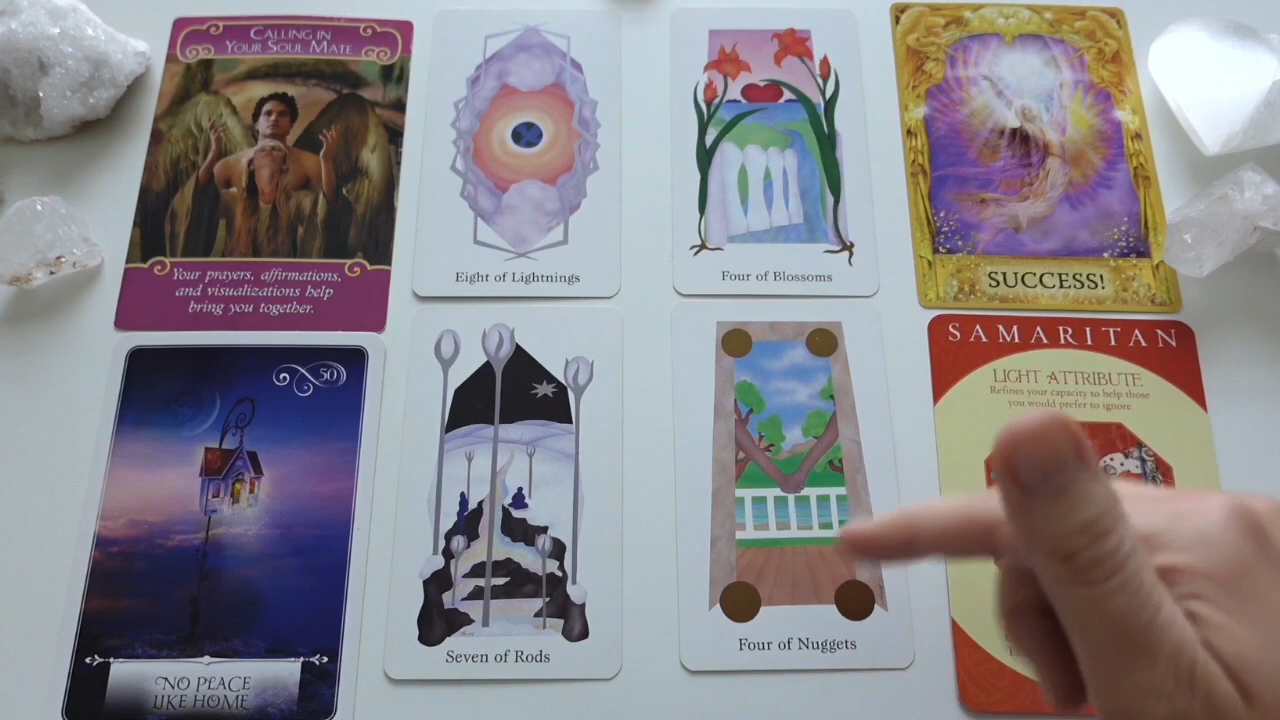 CALLING IN
YOUR SOUL MATE
Your prayers, affirmations,
and visualizations help
bring you together.
Eight of Lightnings
Four of Blossoms
SUCCESS!
50
NO PLACE
LIKE HOME
Seven of Rods
Four of Nuggets
SAMARITAN
LIGHT ATTRIBUTE
Refines your capacity to help those
you would prefer to ignore.